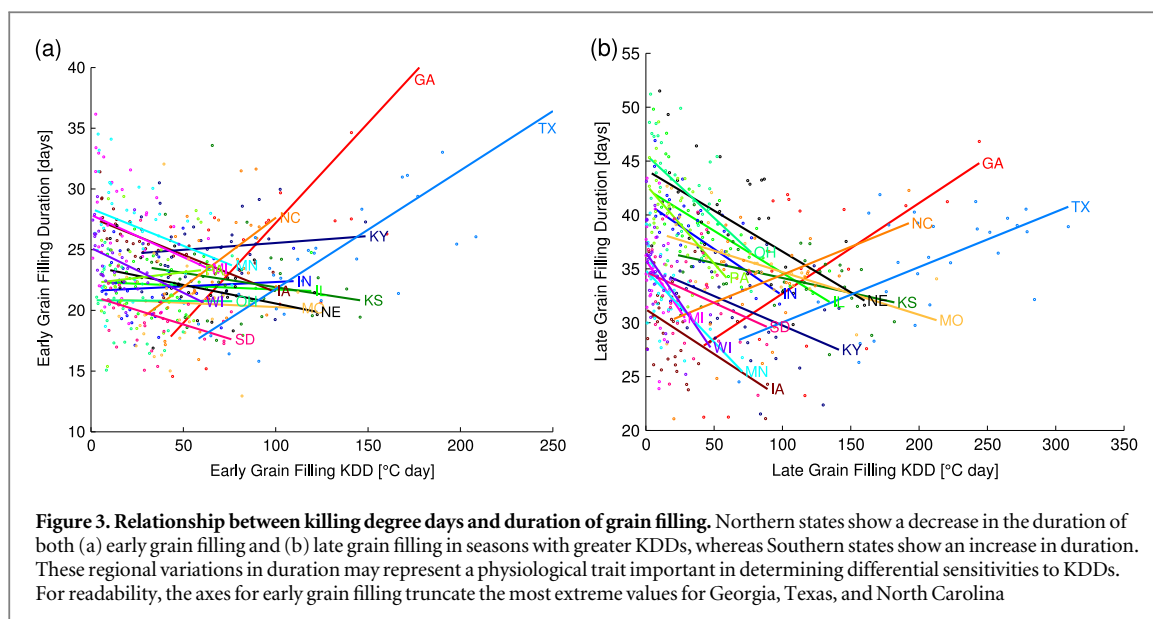 (a)
40
35
30
25
20
15
10
0
50
100
150
200
250
Early Grain Filling Duration [days]
Early Grain Filling KDD [°C day]
GA
TX
NC
KY
MN
IA
IN
IL
KS
WI
NE
SD
(b)
55
50
45
40
35
30
25
20
0
50
100
150
200
250
300
350
Late Grain Filling Duration [days]
Late Grain Filling KDD [°C day]
GA
TX
NC
OH
PA
IN
IL
NE
KS
MO
MI
SD
WI
KY
MN
IA
Figure 3. Relationship between killing degree days and duration of grain filling. Northern states show a decrease in the duration of
both (a) early grain filling and (b) late grain filling in seasons with greater KDDs, whereas Southern states show an increase in duration.
These regional variations in duration may represent a physiological trait important in determining differential sensitivities to KDDs.
For readability, the axes for early grain filling truncate the most extreme values for Georgia, Texas, and North Carolina